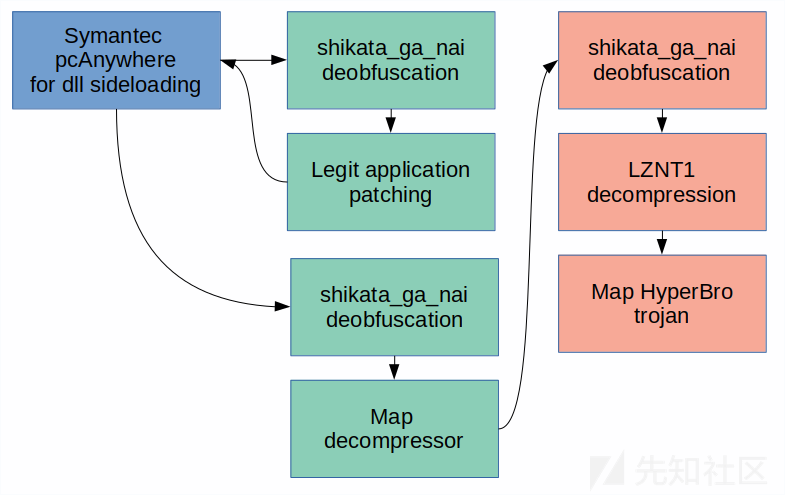 Symantec
pcAnywhere
for dll sideloading
shikata_ga_nai
deobfuscation
Legit application
patching
shikata_ga_nai
deobfuscation
Map
decompressor
shikata_ga_nai
deobfuscation
LZNT1
decompression
Map HyperBro
trojan
先知社区